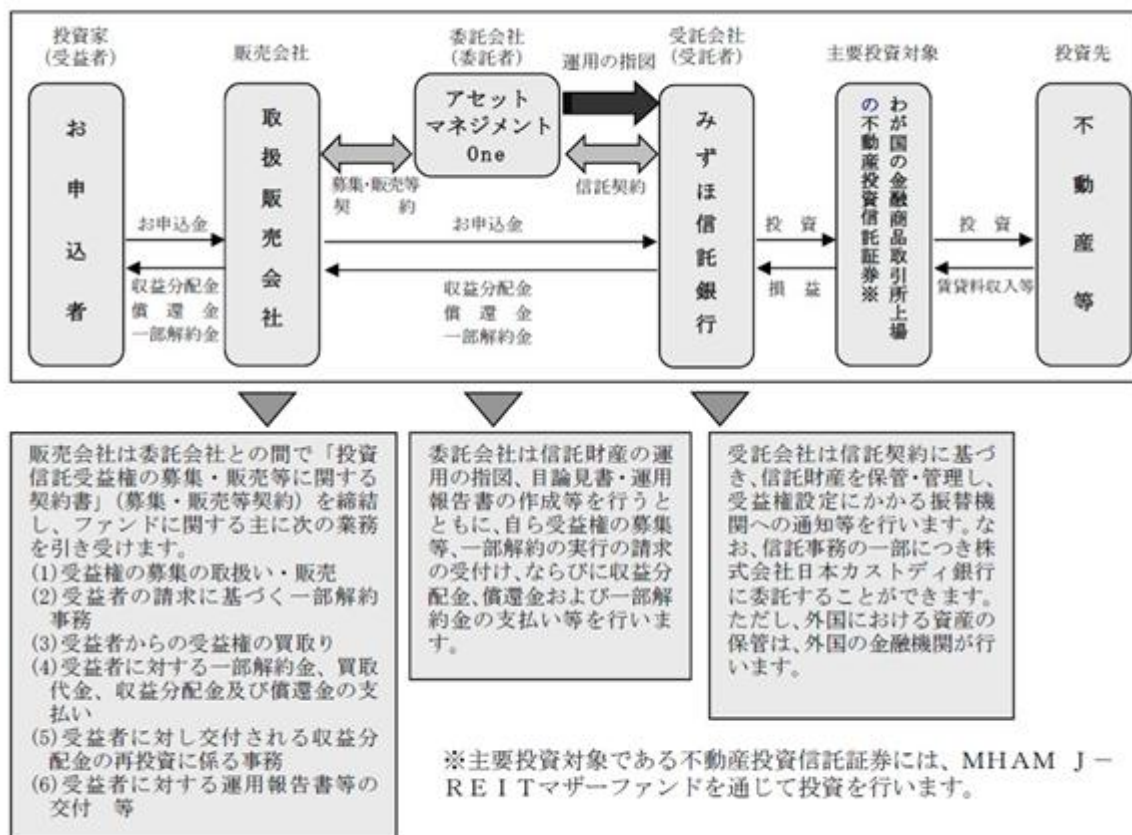 投資家
(受益者)
販売会社
委託会社
(委託者)
運用の指図
受託会社
(受託者)
主要投資対象
投資先
お申込者
取扱販売会社
アセット
マネジメント
One
みずほ信託銀行
わが国の金融商品取引所上場
の不動産投資信託証券※
不動産等
募集・販売等
契　約
信託契約
お申込金
収益分配金
償　還　金
一部解約金
お申込金
収益分配金
償　還　金
一部解約金
投　資
損　益
投　資
賃貸料収入等
販売会社は委託会社との間で「投資
信託受益権の募集・販売等に関する
契約書」(募集・販売等契約) を締結
し、ファンドに関する主に次の業務
を引き受けます。
(1)受益権の募集の取扱い・販売
(2)受益者の請求に基づく一部解約
事務
(3)受益者からの受益権の買取り
(4)受益者に対する一部解約金、買取
代金、収益分配金及び償還金の支
払い
(5)受益者に対し交付される収益分
配金の再投資に係る事務
(6)受益者に対する運用報告書等の
交付　等
委託会社は信託財産の運
用の指図、目論見書・運用
報告書の作成等を行うと
ともに、自ら受益権の募集
等、一部解約の実行の請求
の受付け、ならびに収益分
配金、償還金および一部解
約金の支払い等を行いま
す。
受託会社は信託契約に基づ
き、信託財産を保管・管理し、
受益権設定にかかる振替機
関への通知等を行います。な
お、信託事務の一部につき株
式会社日本カストディ銀行
に委託することができます。
ただし、外国における資産の
保管は、外国の金融機関が行
います。
※主要投資対象である不動産投資信託証券には、ＭＨＡＭ　Ｊ－
ＲＥＩＴマザーファンドを通じて投資を行います。